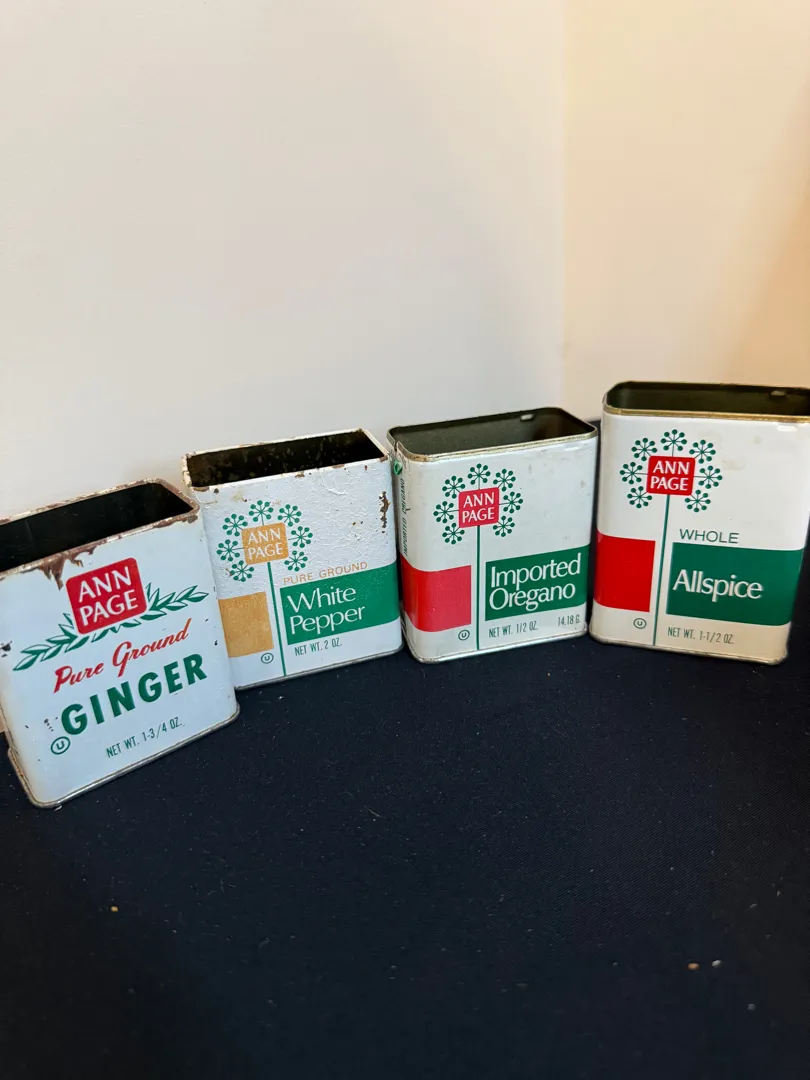 ANN
PAGE
Pure Ground
GINGER
U
NET WT. 1-3/4 OZ.
ANN
PAGE
PURE GROUND
White
Pepper
U
NET WT. 2 OZ.
IMPORTED OREGANO
ANN
PAGE
Imported
Oregano
U
NET WT. 1/2 OZ. 14.18 G.
ANN
PAGE
WHOLE
Allspice
U
NET WT. 1-1/2 OZ.